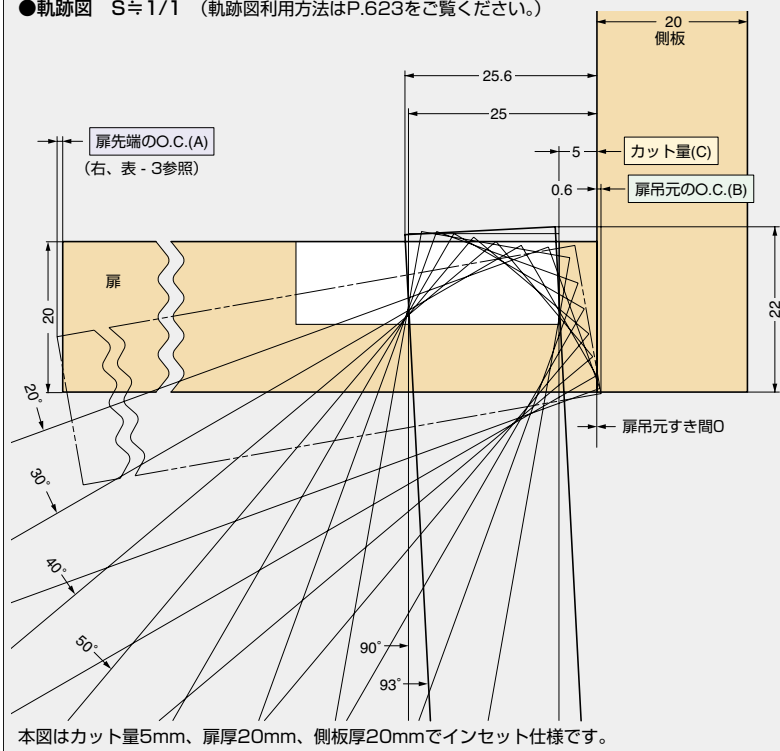 ●軌跡図 S≒1/1 (軌跡図利用方法はP.623をご覧ください。)
20
側板
25.6
25
扉先端のO.C.(A)
(右、表 - 3参照)
5
カット量(C)
0.6
扉吊元のO.C.(B)
扉
20
22
20°
扉吊元すき間0
30°
40°
50°
90°
93°
本図はカット量5mm、扉厚20mm、側板厚20mmでインセット仕様です。